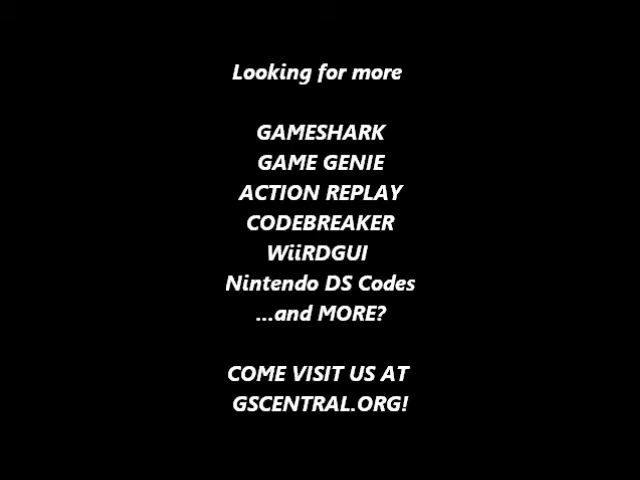 Looking for more
GAMESHARK
GAME GENIE
ACTION REPLAY
CODEBREAKER
WiiRDGUI
Nintendo DS Codes
...and MORE?
COME VISIT US AT
GSCENTRAL.ORG!